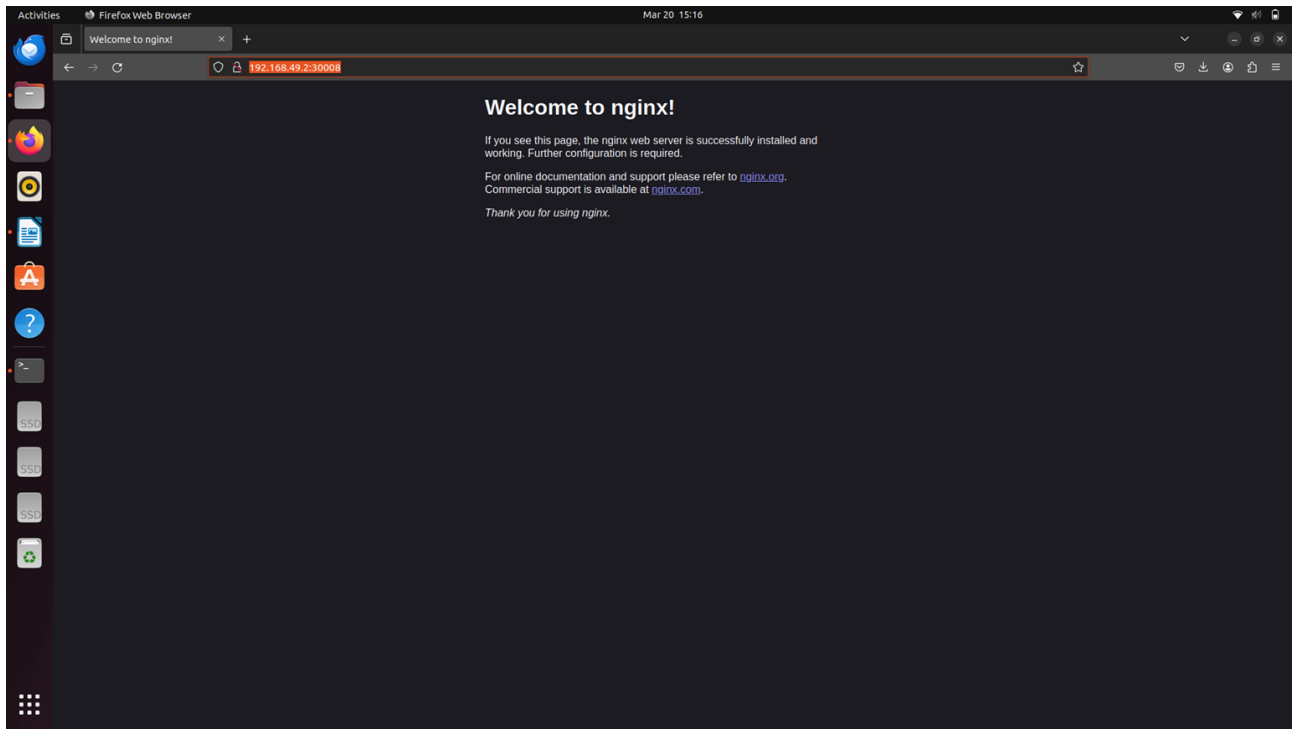 Activities Firefox Web Browser Mar 20 15:16
Welcome to nginx!
192.168.49.2:30008
Welcome to nginx!
If you see this page, the nginx web server is successfully installed and
working. Further configuration is required.
For online documentation and support please refer to nginx.org.
Commercial support is available at nginx.com.
Thank you for using nginx.
SSD
SSD
SSD